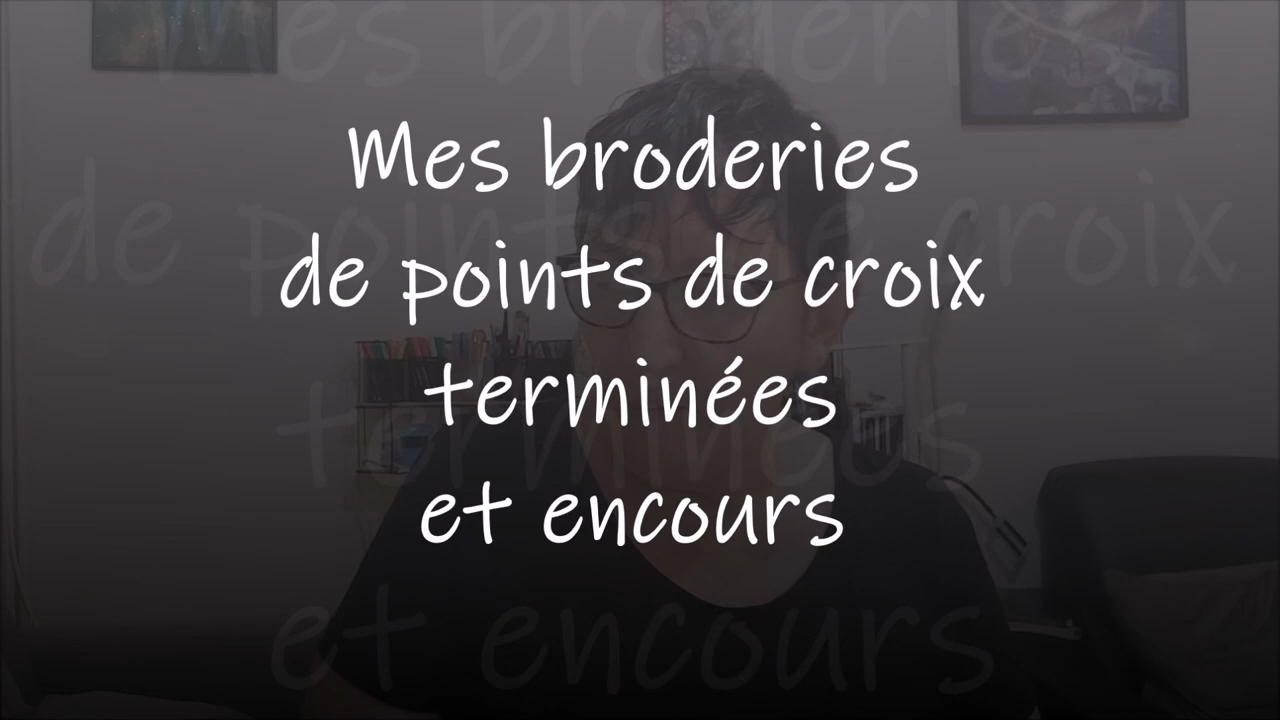 Mes broderies
de points de croix
terminées
et encours